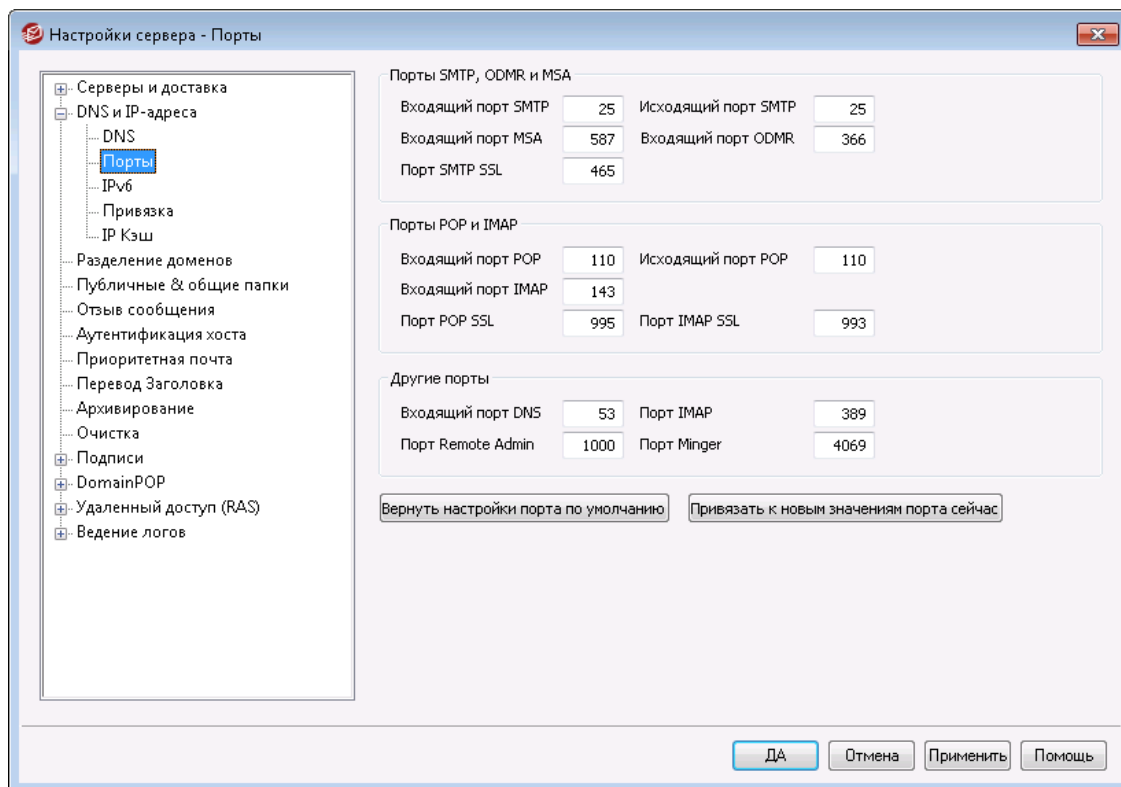 Настройки сервера - Порты
Серверы и доставка
DNS и IP-адреса
DNS
Порты
IPv6
Привязка
IP Кэш
Разделение доменов
Публичные & общие папки
Отзыв сообщения
Аутентификация хоста
Приоритетная почта
Перевод Заголовка
Архивирование
Очистка
Подписи
DomainPOP
Удаленный доступ (RAS)
Ведение логов
Порты SMTP, ODMR и MSA
Входящий порт SMTP 25 Исходящий порт SMTP 25
Входящий порт MSA 587 Входящий порт ODMR 366
Порт SMTP SSL 465
Порты POP и IMAP
Входящий порт POP 110 Исходящий порт POP 110
Входящий порт IMAP 143
Порт POP SSL 995 Порт IMAP SSL 993
Другие порты
Входящий порт DNS 53 Порт IMAP 389
Порт Remote Admin 1000 Порт Minger 4069
Вернуть настройки порта по умолчанию Привязать к новым значениям порта сейчас
ДА Отмена Применить Помощь